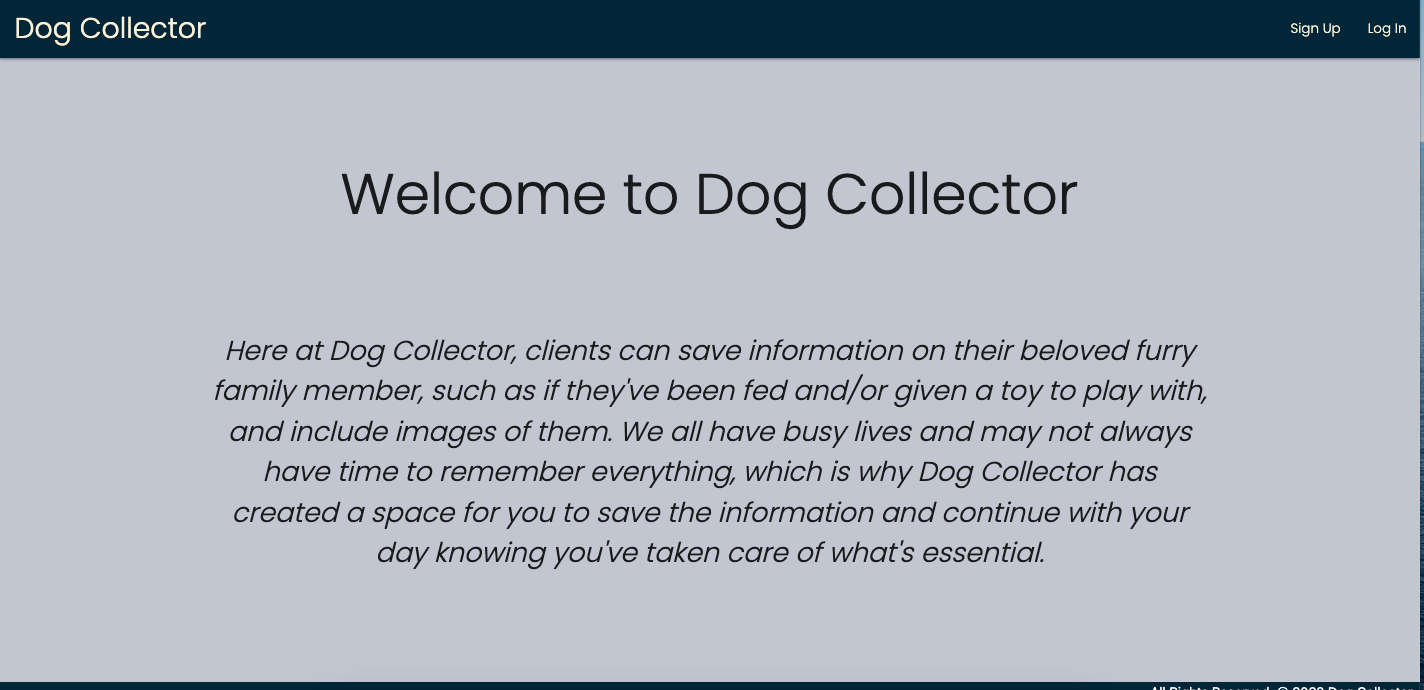 Dog Collector
Sign Up
Log In
Welcome to Dog Collector
Here at Dog Collector, clients can save information on their beloved furry
family member, such as if they've been fed and/or given a toy to play with,
and include images of them. We all have busy lives and may not always
have time to remember everything, which is why Dog Collector has
created a space for you to save the information and continue with your
day knowing you've taken care of what's essential.
All Rights Reserved. © Dog Collector